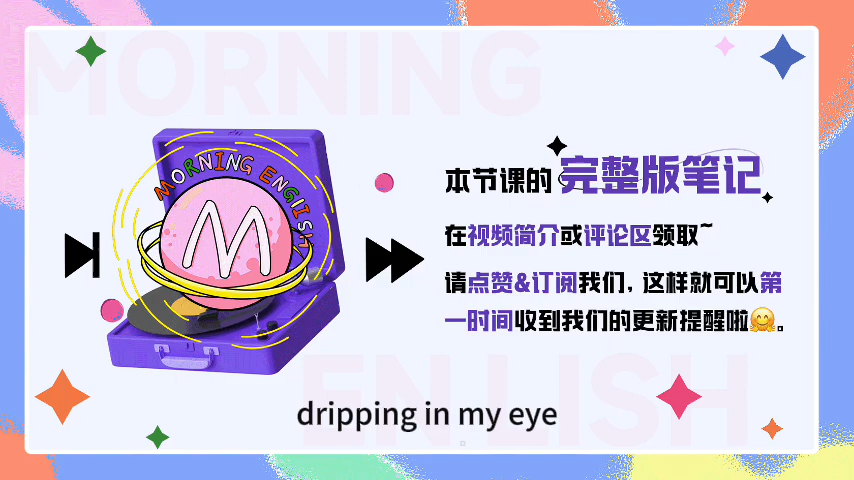 MORNING
MORNING ENGLISH
M
本节课的 完整版笔记
在视频简介或评论区领取~
请点赞&订阅我们，这样就可以第
一时间收到我们的更新提醒啦🤗。
EN LISH
dripping in my eye